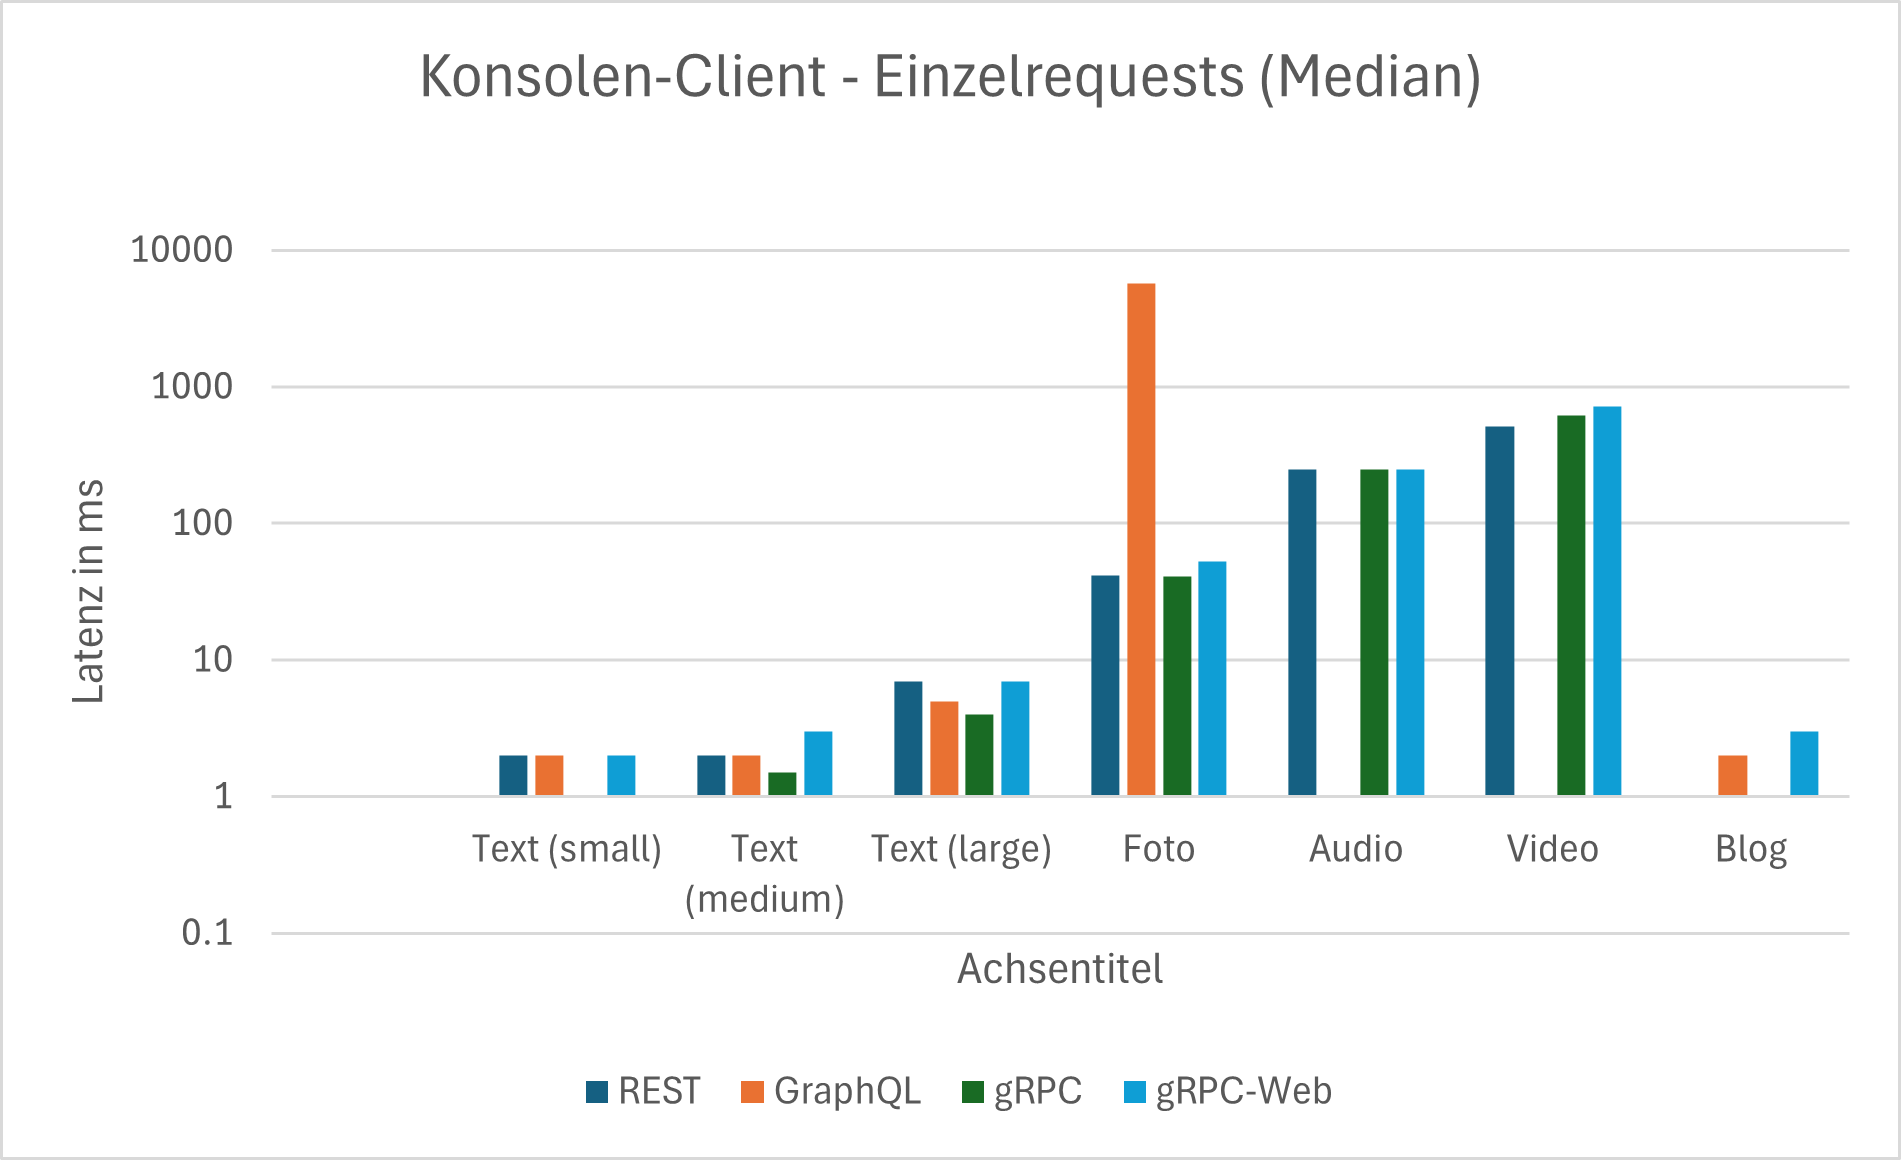 Konsolen-Client - Einzelrequests (Median)
10000
1000
100
10
1
0.1
Latenz in ms
Text (small)
Text
(medium)
Text (large)
Foto
Audio
Video
Blog
Achsentitel
REST
GraphQL
gRPC
gRPC-Web